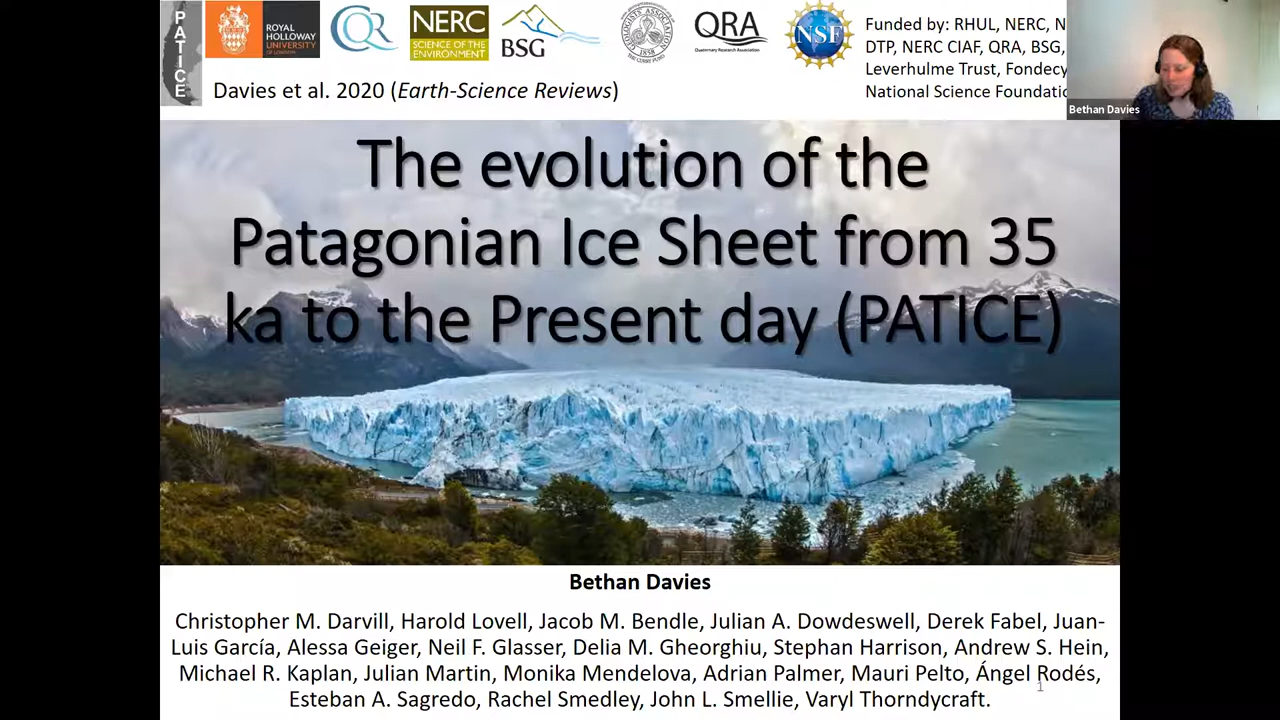 PATICE
ROYAL
HOLLOWAY
UNIVERSITY
OF LONDON
CQR
NERC
SCIENCE OF THE
ENVIRONMENT
BSG
QRA
Quaternary Research Association
NSF
Funded by: RHUL, NERC, N
DTP, NERC CIAF, QRA, BSG,
Leverhulme Trust, Fondecy
National Science Foundatio
Bethan Davies
Davies et al. 2020 (Earth-Science Reviews)
The evolution of the
Patagonian Ice Sheet from 35
ka to the Present day (PATICE)
Bethan Davies
Christopher M. Darvill, Harold Lovell, Jacob M. Bendle, Julian A. Dowdeswell, Derek Fabel, Juan-
Luis García, Alessa Geiger, Neil F. Glasser, Delia M. Gheorghiu, Stephan Harrison, Andrew S. Hein,
Michael R. Kaplan, Julian Martin, Monika Mendelova, Adrian Palmer, Mauri Pelto, Ángel Rodés,
Esteban A. Sagredo, Rachel Smedley, John L. Smellie, Varyl Thorndycraft.
1